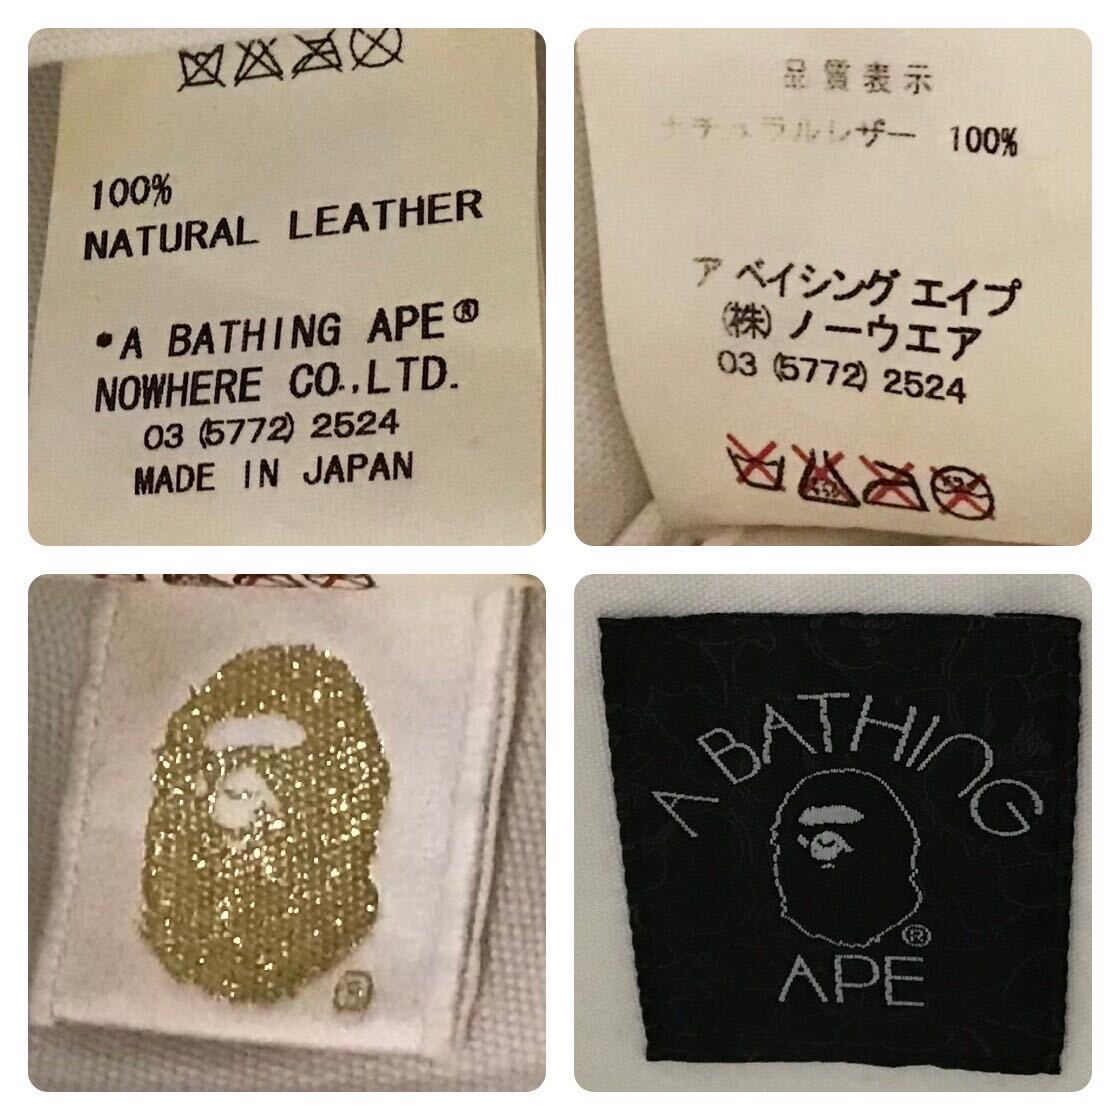 100%
NATURAL LEATHER
•A BATHING APE®
NOWHERE CO.,LTD.
03 (5772) 2524
MADE IN JAPAN
品質表示
ナチュラルレザー 100%
ア ベイシング エイプ
(株) ノーウエア
03 (5772) 2524
®
A BATHING
®
APE